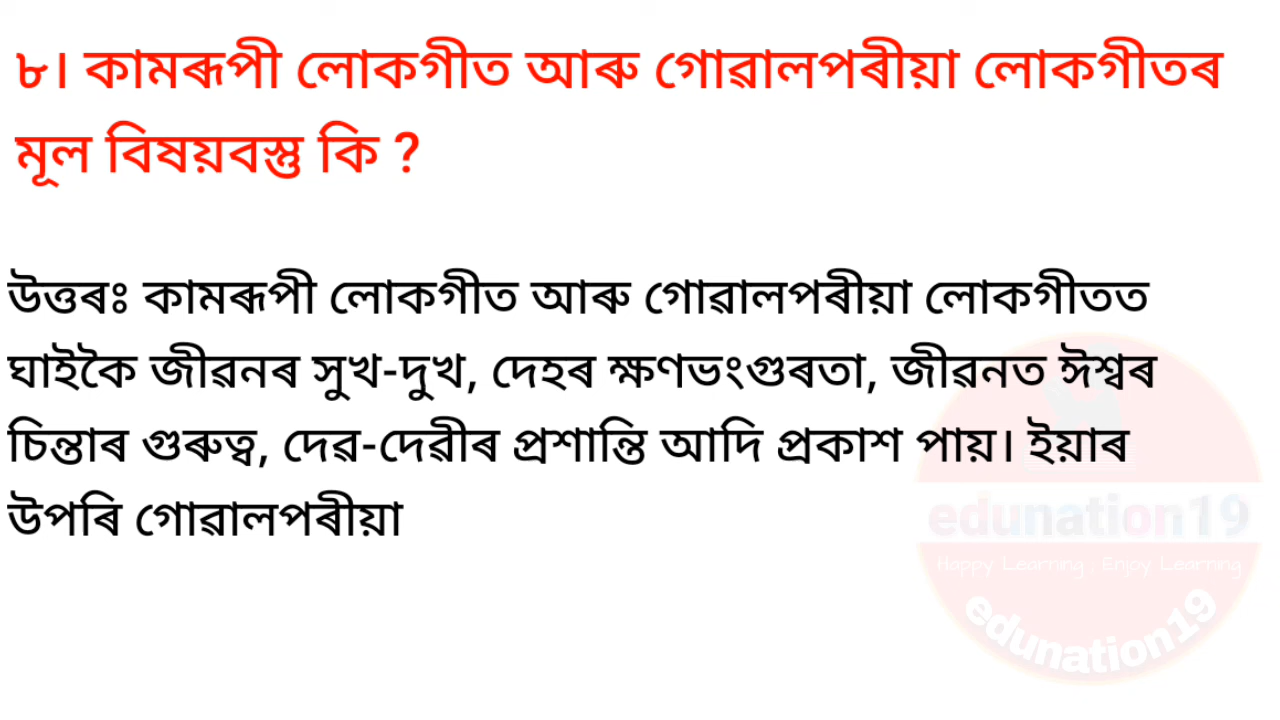 ৮। কামৰূপী লোকগীত আৰু গোৱালপৰীয়া লোকগীতৰ
মূল বিষয়বস্তু কি ?
উত্তৰঃ কামৰূপী লোকগীত আৰু গোৱালপৰীয়া লোকগীতত
ঘাইকৈ জীৱনৰ সুখ-দুখ, দেহৰ ক্ষণভংগুৰতা, জীৱনত ঈশ্বৰ
চিন্তাৰ গুৰুত্ব, দেৱ-দেৱীৰ প্ৰশান্তি আদি প্ৰকাশ পায়। ইয়াৰ
উপৰি গোৱালপৰীয়া
edunation19
Happy Learning . Enjoy Learning
edunation19